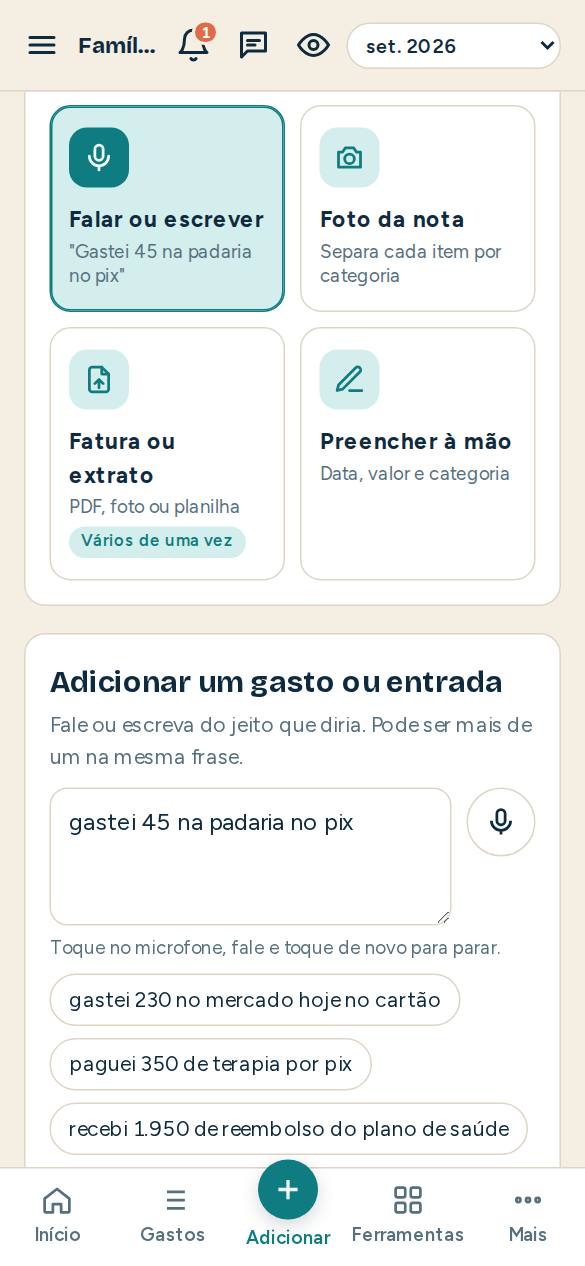 Famíl...
1
set. 2026
Falar ou escrever
"Gastei 45 na padaria
no pix"
Foto da nota
Separa cada item por
categoria
Fatura ou
extrato
PDF, foto ou planilha
Vários de uma vez
Preencher à mão
Data, valor e categoria
Adicionar um gasto ou entrada
Fale ou escreva do jeito que diria. Pode ser mais de
um na mesma frase.
gastei 45 na padaria no pix
Toque no microfone, fale e toque de novo para parar.
gastei 230 no mercado hoje no cartão
paguei 350 de terapia por pix
recebi 1.950 de reembolso do plano de saúde
Início
Gastos
Adicionar
Ferramentas
Mais